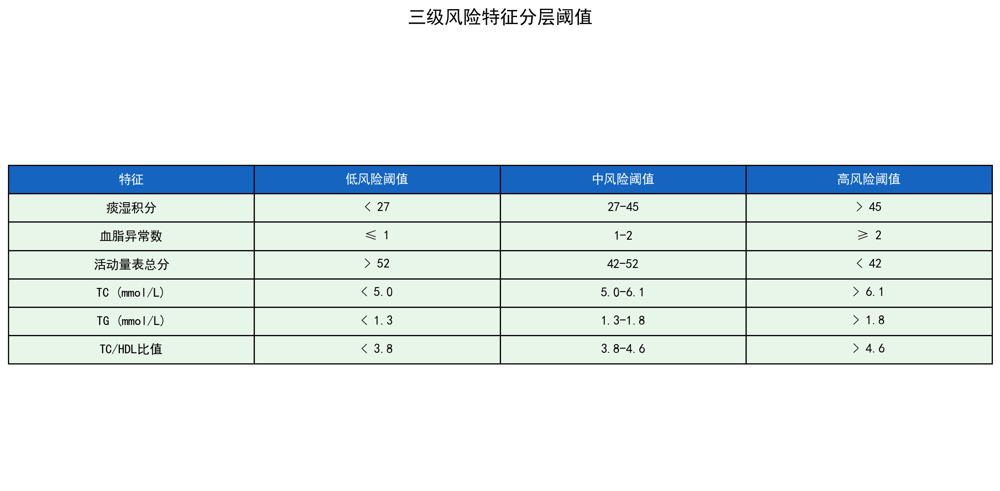 三级风险特征分层阈值
特征 低风险阈值 中风险阈值 高风险阈值
痰湿积分 < 27 27-45 > 45
血脂异常数 ≤ 1 1-2 ≥ 2
活动量表总分 > 52 42-52 < 42
TC (mmol/L) < 5.0 5.0-6.1 > 6.1
TG (mmol/L) < 1.3 1.3-1.8 > 1.8
TC/HDL比值 < 3.8 3.8-4.6 > 4.6